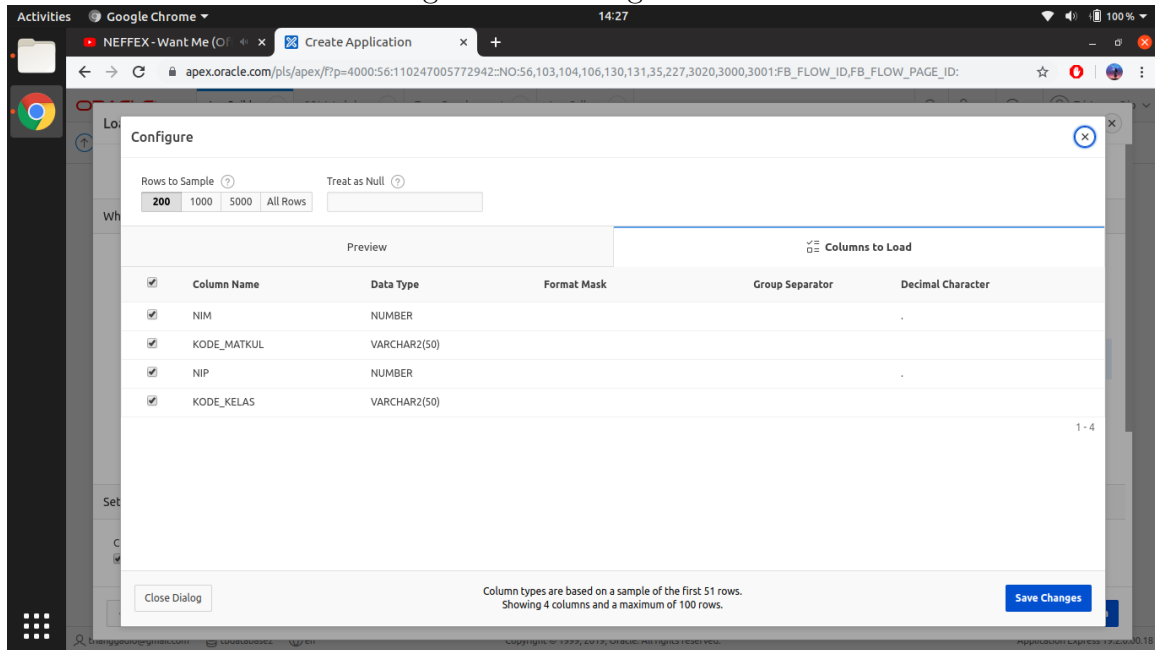 Activities Google Chrome 14:27 100 %
NEFFEX - Want Me (Of Create Application
apex.oracle.com/pls/apex/f?p=4000:56:110247005772942::NO:56,103,104,106,130,131,35,227,3020,3000,3001:FB_FLOW_ID,FB_FLOW_PAGE_ID:
Configure
Rows to Sample Treat as Null
200 1000 5000 All Rows
Wh
Preview Columns to Load
Column Name Data Type Format Mask Group Separator Decimal Character
NIM NUMBER .
KODE_MATKUL VARCHAR2(50)
NIP NUMBER .
KODE_KELAS VARCHAR2(50)
1 - 4
Set
C
Column types are based on a sample of the first 51 rows.
Close Dialog Showing 4 columns and a maximum of 100 rows. Save Changes
Copyright © 1999, 2019, Oracle. All rights reserved.